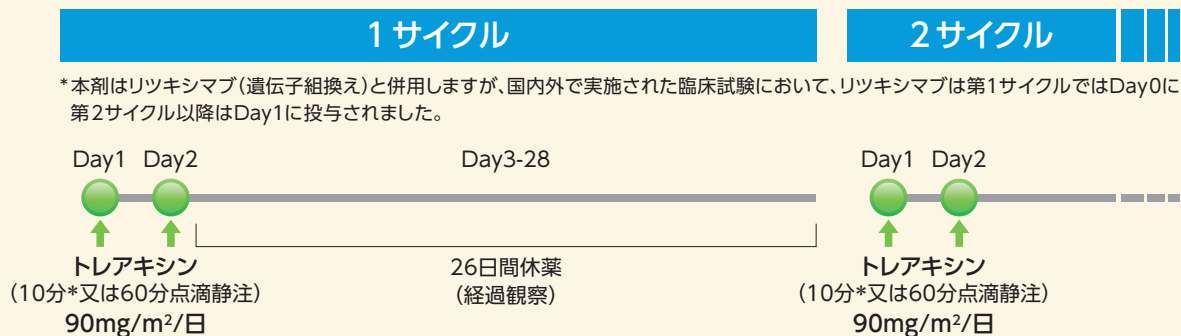 1サイクル 2サイクル
*本剤はリツキシマブ(遺伝子組換え)と併用しますが、国内外で実施された臨床試験において、リツキシマブは第1サイクルではDay0に
第2サイクル以降はDay1に投与されました。
Day1 Day2 Day3-28 Day1 Day2
トレアキシン 26日間休薬 トレアキシン
(10分*又は60分点滴静注) (経過観察) (10分*又は60分点滴静注)
90mg/m²/日 90mg/m²/日